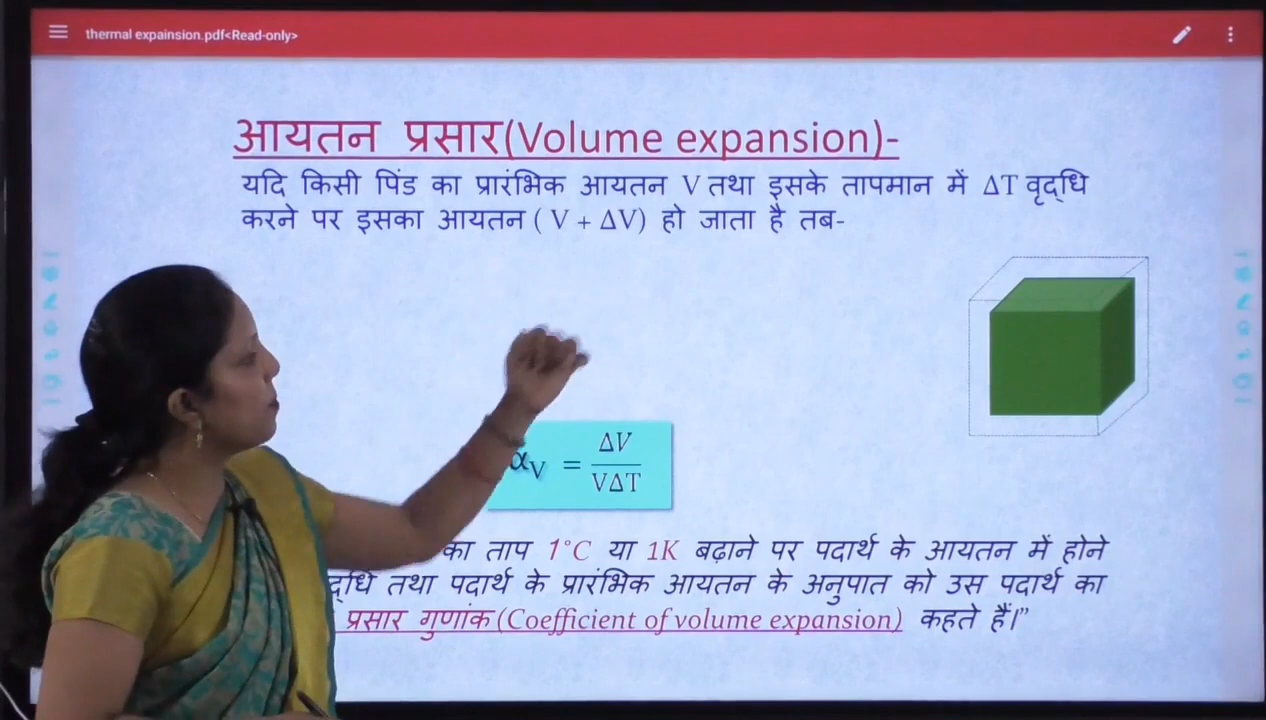 thermal expainsion.pdf<Read-only>
आयतन प्रसार(Volume expansion)-
यदि किसी पिंड का प्रारंभिक आयतन V तथा इसके तापमान में ΔT वृद्धि
करने पर इसका आयतन ( V + ΔV) हो जाता है तब-
α_V = ΔV / VΔT
का ताप 1°C या 1K बढ़ाने पर पदार्थ के आयतन में होने
तथा पदार्थ के प्रारंभिक आयतन के अनुपात को उस पदार्थ का
प्रसार गुणांक(Coefficient of volume expansion) कहते हैं।”